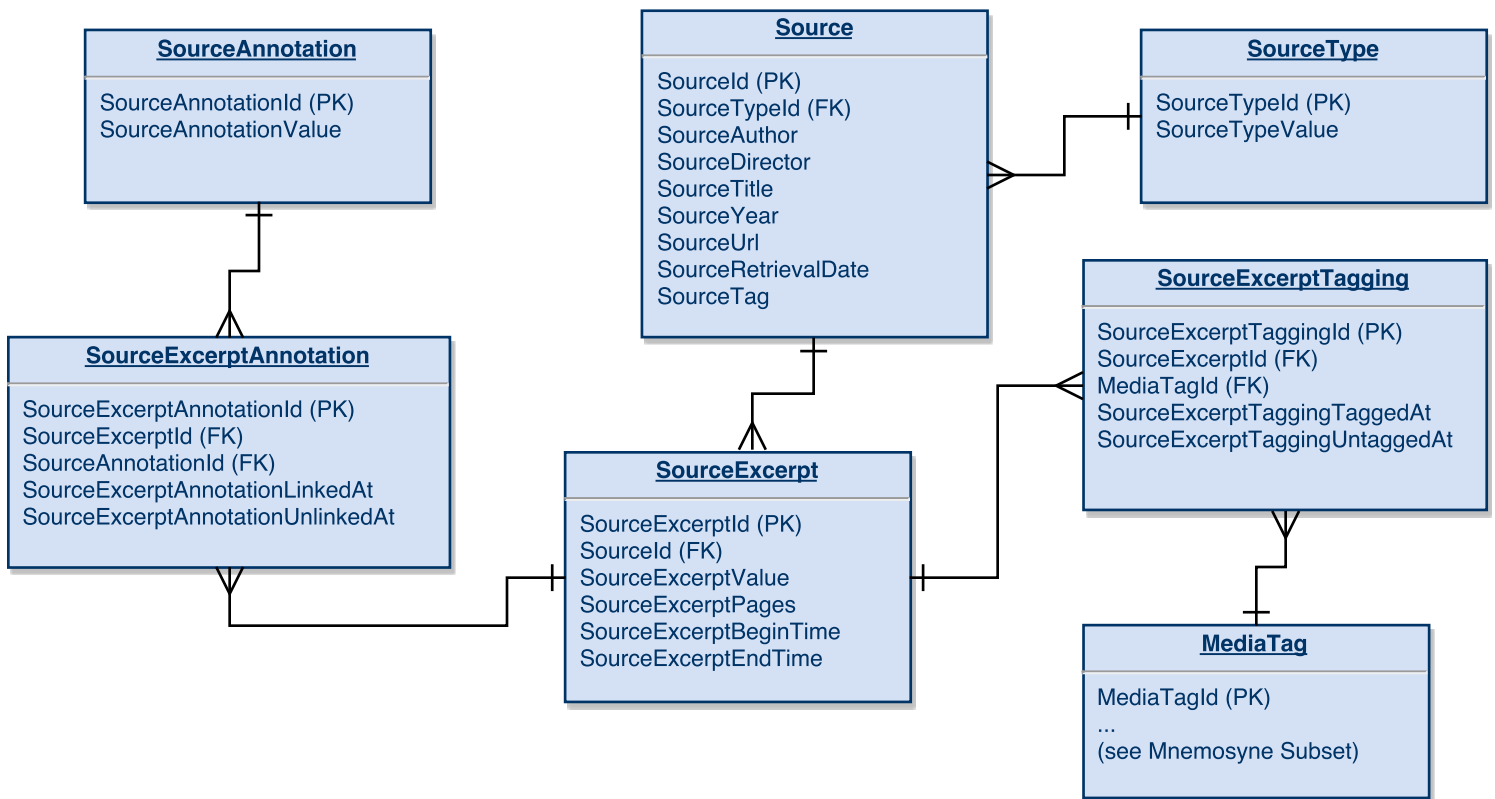 SourceAnnotation
SourceAnnotationId (PK)
SourceAnnotationValue
Source
SourceId (PK)
SourceTypeId (FK)
SourceAuthor
SourceDirector
SourceTitle
SourceYear
SourceUrl
SourceRetrievalDate
SourceTag
SourceType
SourceTypeId (PK)
SourceTypeValue
SourceExcerptAnnotation
SourceExcerptAnnotationId (PK)
SourceExcerptId (FK)
SourceAnnotationId (FK)
SourceExcerptAnnotationLinkedAt
SourceExcerptAnnotationUnlinkedAt
SourceExcerpt
SourceExcerptId (PK)
SourceId (FK)
SourceExcerptValue
SourceExcerptPages
SourceExcerptBeginTime
SourceExcerptEndTime
SourceExcerptTagging
SourceExcerptTaggingId (PK)
SourceExcerptId (FK)
MediaTagId (FK)
SourceExcerptTaggingTaggedAt
SourceExcerptTaggingUntaggedAt
MediaTag
MediaTagId (PK)
...
(see Mnemosyne Subset)